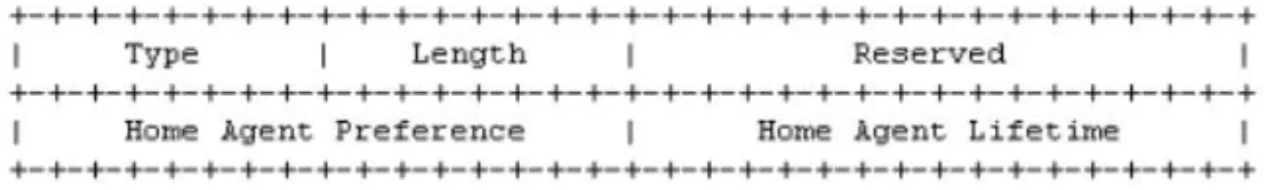 +-+-+-+-+-+-+-+-+-+-+-+-+-+-+-+-+-+-+-+-+-+-+-+-+-+-+-+-+-+-+-+-+
|     Type      |    Length     |           Reserved            |
+-+-+-+-+-+-+-+-+-+-+-+-+-+-+-+-+-+-+-+-+-+-+-+-+-+-+-+-+-+-+-+-+
|     Home Agent Preference     |      Home Agent Lifetime      |
+-+-+-+-+-+-+-+-+-+-+-+-+-+-+-+-+-+-+-+-+-+-+-+-+-+-+-+-+-+-+-+-+